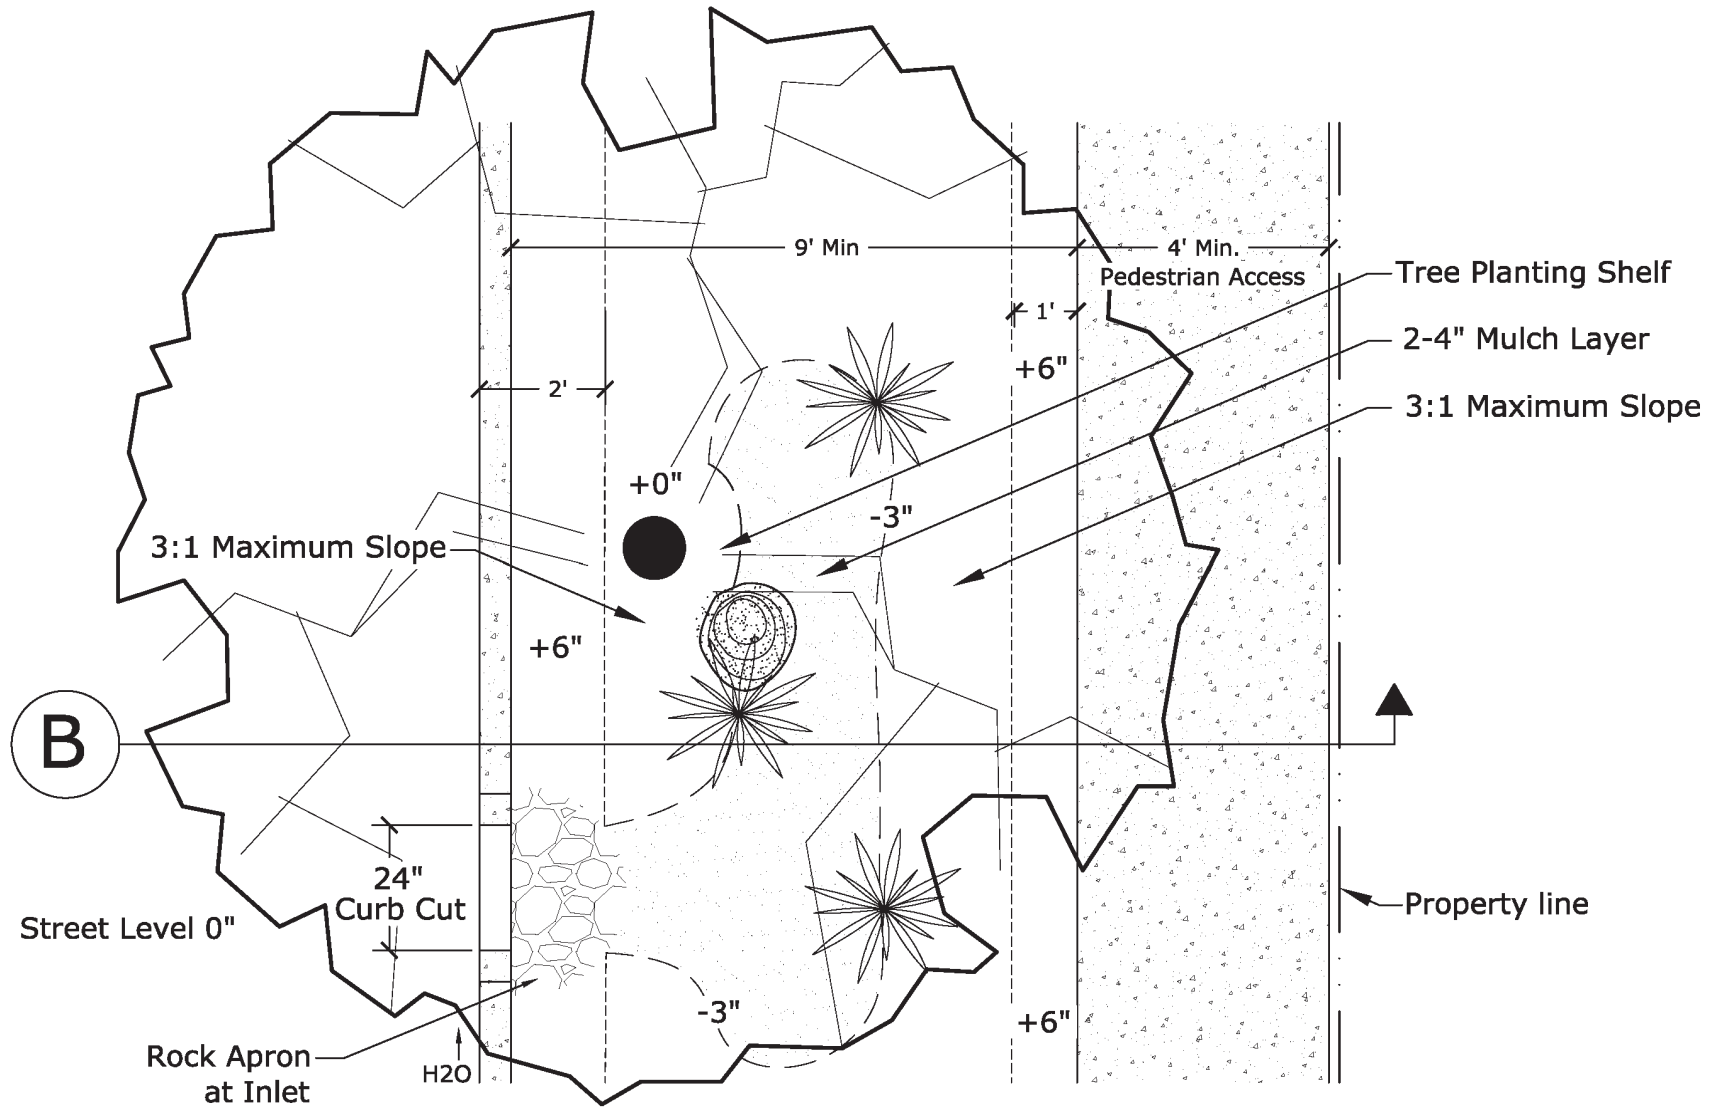 9' Min
4' Min.
Pedestrian Access
Tree Planting Shelf
1'
2-4" Mulch Layer
+6"
2'
3:1 Maximum Slope
+0"
-3"
3:1 Maximum Slope
+6"
B
24"
Curb Cut
Property line
Street Level 0"
-3"
+6"
Rock Apron
at Inlet
H2O